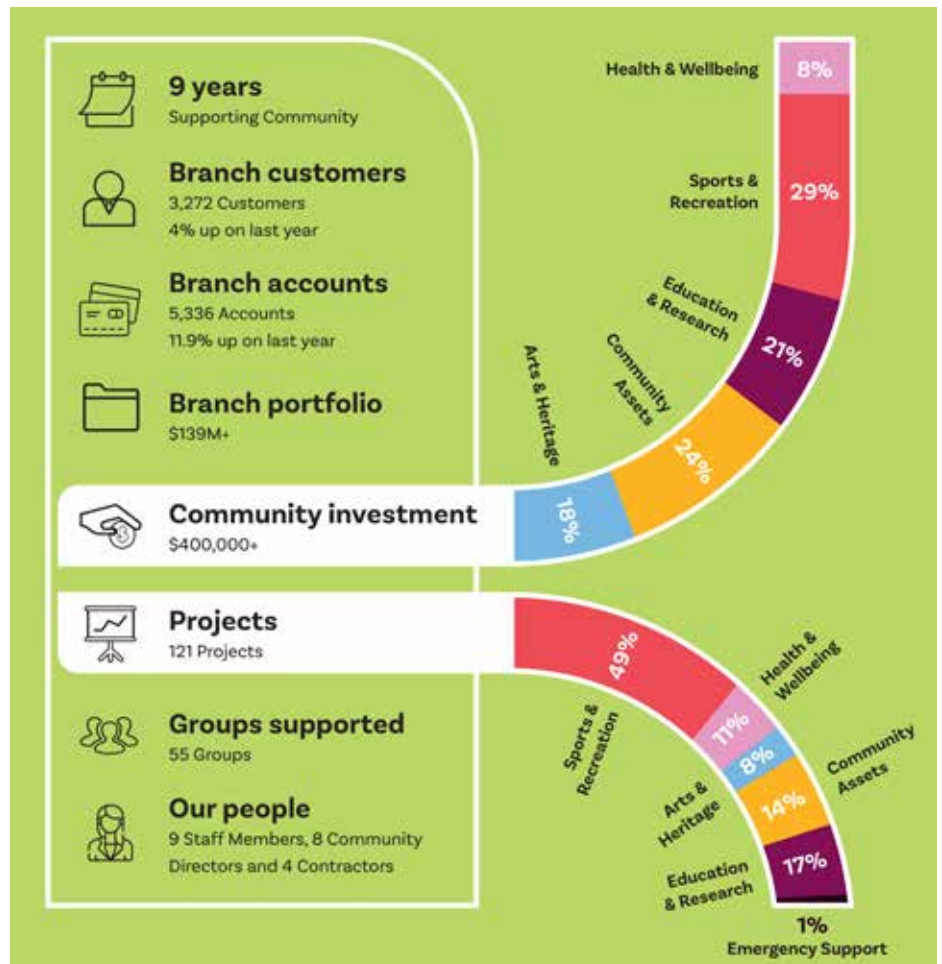 9 years
Supporting Community
Branch customers
3,272 Customers
4% up on last year
Branch accounts
5,336 Accounts
11.9% up on last year
Branch portfolio
$139M+
Community investment
$400,000+
Projects
121 Projects
Groups supported
55 Groups
Our people
9 Staff Members, 8 Community
Directors and 4 Contractors
Health & Wellbeing
8%
Sports &
Recreation
29%
Education
& Research
21%
Community
Assets
24%
Arts & Heritage
18%
49%
Sports &
Recreation
Health &
Wellbeing
11%
Arts &
Heritage
8%
Community
Assets
14%
Education
& Research
17%
1%
Emergency Support